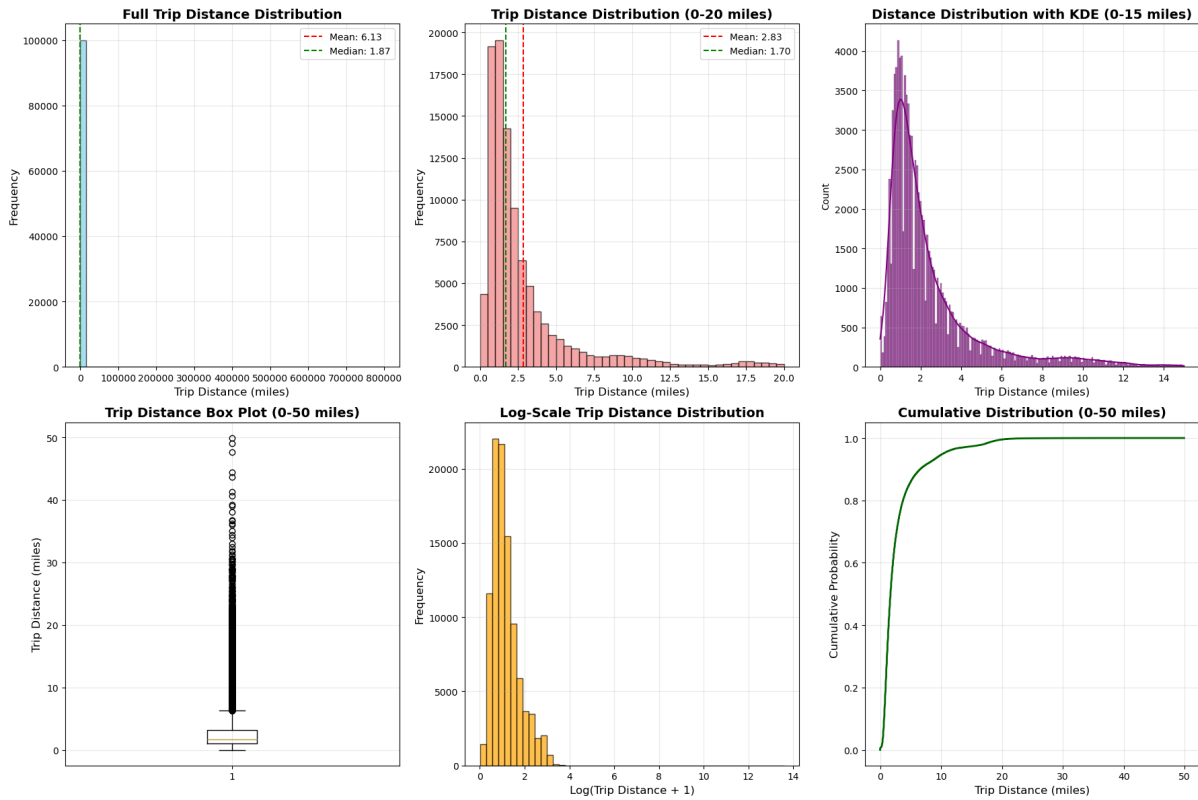 Full Trip Distance Distribution
Frequency
100000
80000
60000
40000
20000
0
Mean: 6.13
Median: 1.87
0 100000 200000 300000 400000 500000 600000 700000 800000
Trip Distance (miles)
Trip Distance Distribution (0-20 miles)
Frequency
20000
17500
15000
12500
10000
7500
5000
2500
0
Mean: 2.83
Median: 1.70
0.0 2.5 5.0 7.5 10.0 12.5 15.0 17.5 20.0
Trip Distance (miles)
Distance Distribution with KDE (0-15 miles)
Count
4000
3500
3000
2500
2000
1500
1000
500
0
0 2 4 6 8 10 12 14
Trip Distance (miles)
Trip Distance Box Plot (0-50 miles)
Trip Distance (miles)
50
40
30
20
10
0
1
Log-Scale Trip Distance Distribution
Frequency
20000
15000
10000
5000
0
0 2 4 6 8 10 12 14
Log(Trip Distance + 1)
Cumulative Distribution (0-50 miles)
Cumulative Probability
1.0
0.8
0.6
0.4
0.2
0.0
0 10 20 30 40 50
Trip Distance (miles)